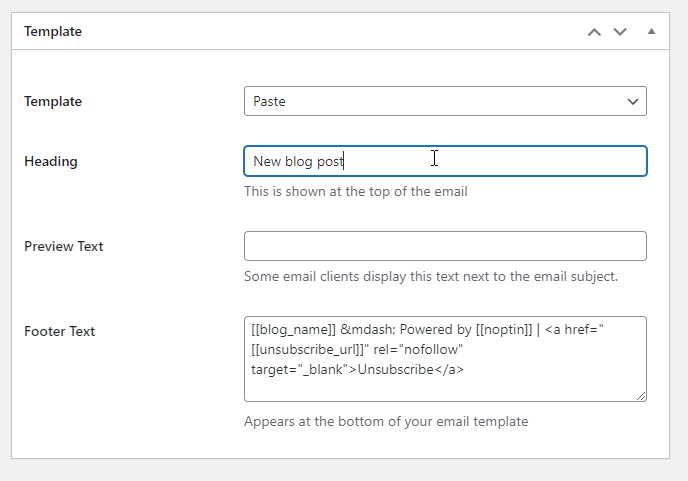 Template
Template
Paste
Heading
New blog post
This is shown at the top of the email
Preview Text
Some email clients display this text next to the email subject.
Footer Text
[[blog_name]] &mdash; Powered by [[noptin]] | <a href="
[[unsubscribe_url]]" rel="nofollow"
target="_blank">Unsubscribe</a>
Appears at the bottom of your email template